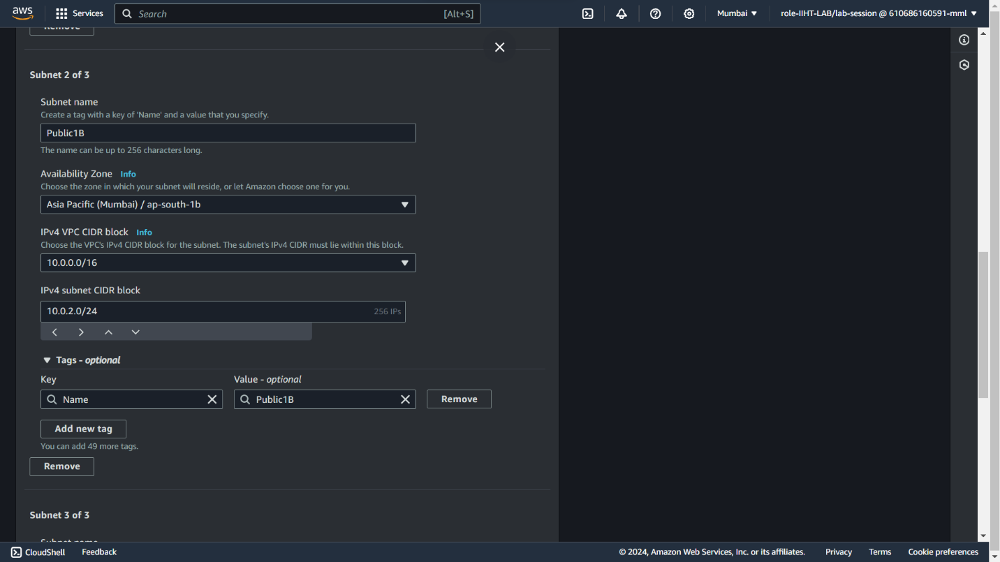 aws
Services
Search
[Alt+S]
Mumbai
role-IIHT-LAB/lab-session @ 610686160591-mml
Remove
Subnet 2 of 3
Subnet name
Create a tag with a key of 'Name' and a value that you specify.
Public1B
The name can be up to 256 characters long.
Availability Zone Info
Choose the zone in which your subnet will reside, or let Amazon choose one for you.
Asia Pacific (Mumbai) / ap-south-1b
IPv4 VPC CIDR block Info
Choose the VPC's IPv4 CIDR block for the subnet. The subnet's IPv4 CIDR must lie within this block.
10.0.0.0/16
IPv4 subnet CIDR block
10.0.2.0/24
256 IPs
Tags - optional
Key
Value - optional
Name
Public1B
Remove
Add new tag
You can add 49 more tags.
Remove
Subnet 3 of 3
Subnet name
CloudShell
Feedback
© 2024, Amazon Web Services, Inc. or its affiliates.
Privacy
Terms
Cookie preferences